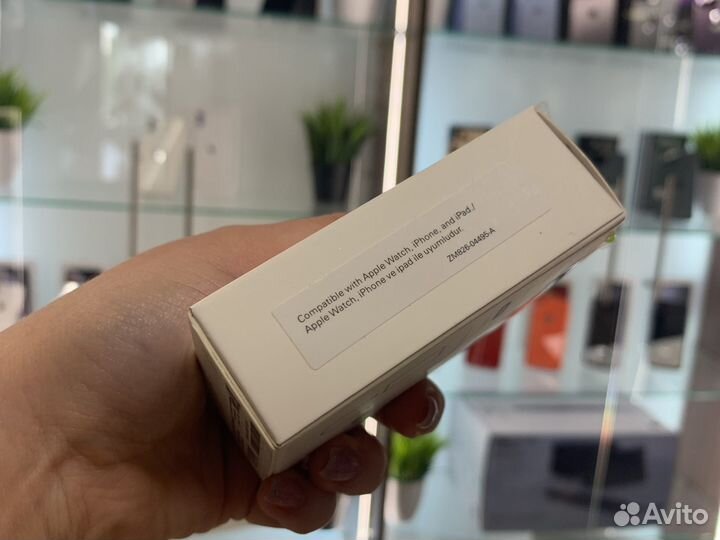 Compatible with Apple Watch, iPhone, and iPad./
Apple Watch, iPhone ve ipad ile uyumludur.
ZM826-04495-A
Avito